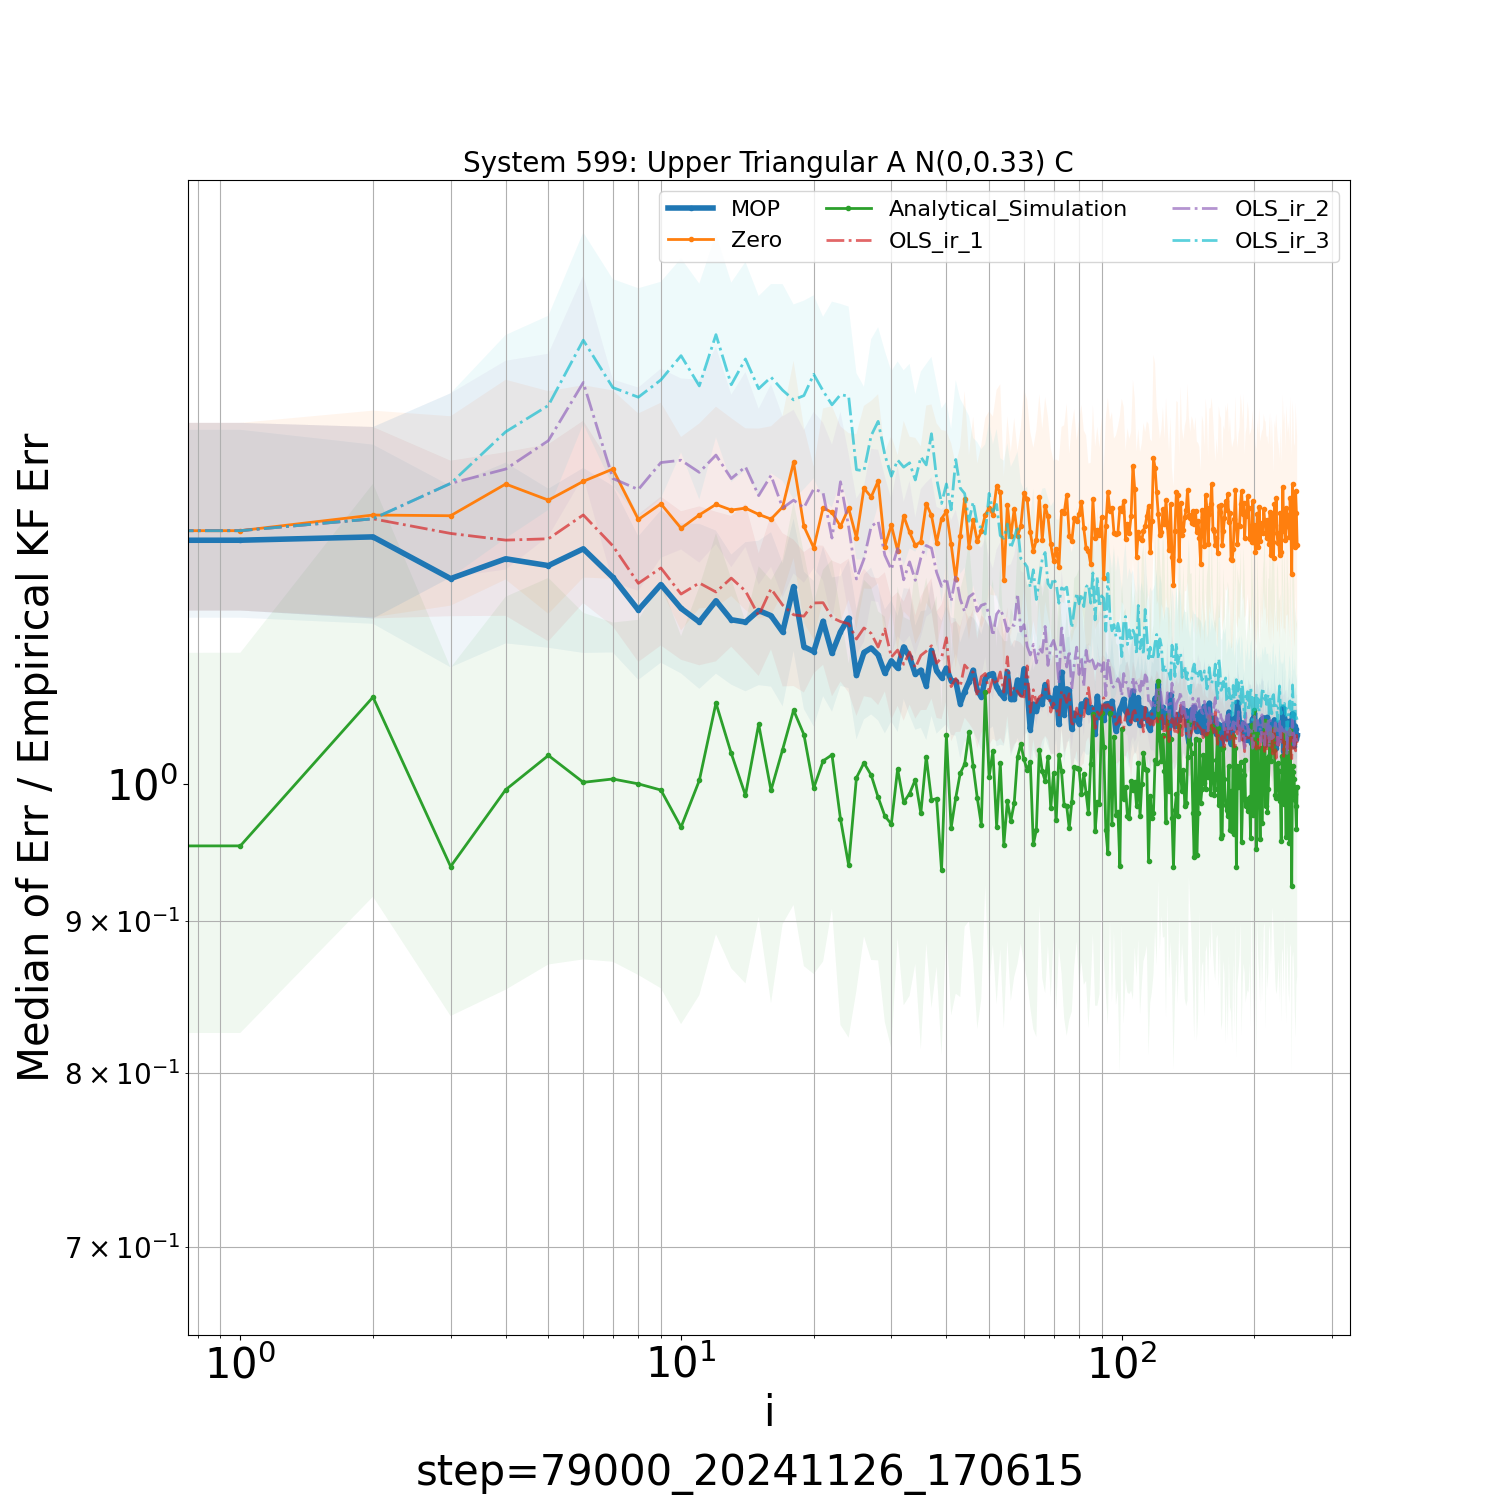 System 599: Upper Triangular A N(0,0.33) C
MOP
Zero
Analytical_Simulation
OLS_ir_1
OLS_ir_2
OLS_ir_3
Median of Err / Empirical KF Err
10⁰
9 × 10⁻¹
8 × 10⁻¹
7 × 10⁻¹
10⁰
10¹
10²
i
step=79000_20241126_170615